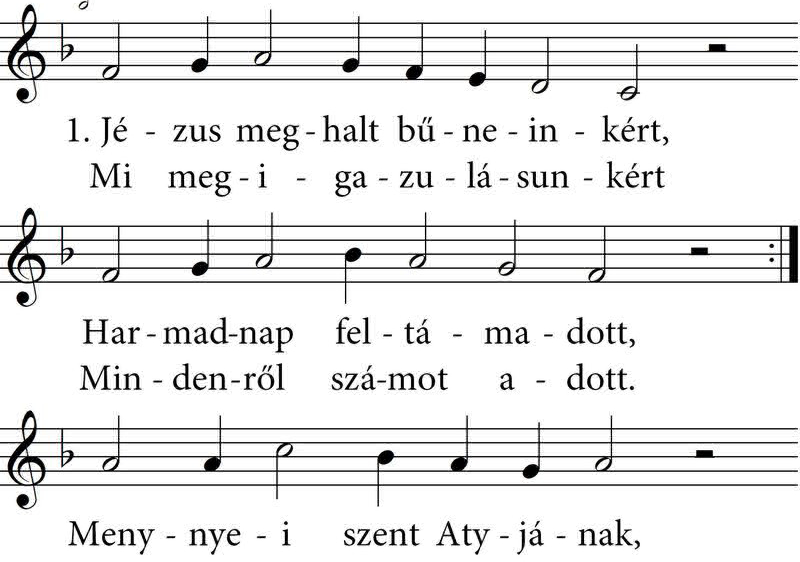 1. Jé - zus meg - halt bű - ne - in - kért,
Mi meg - i - ga - zu - lá - sun - kért
Har - mad-nap fel - tá - ma - dott,
Min - den-ről szá-mot a - dott.
Meny - nye - i szent Aty - já - nak,